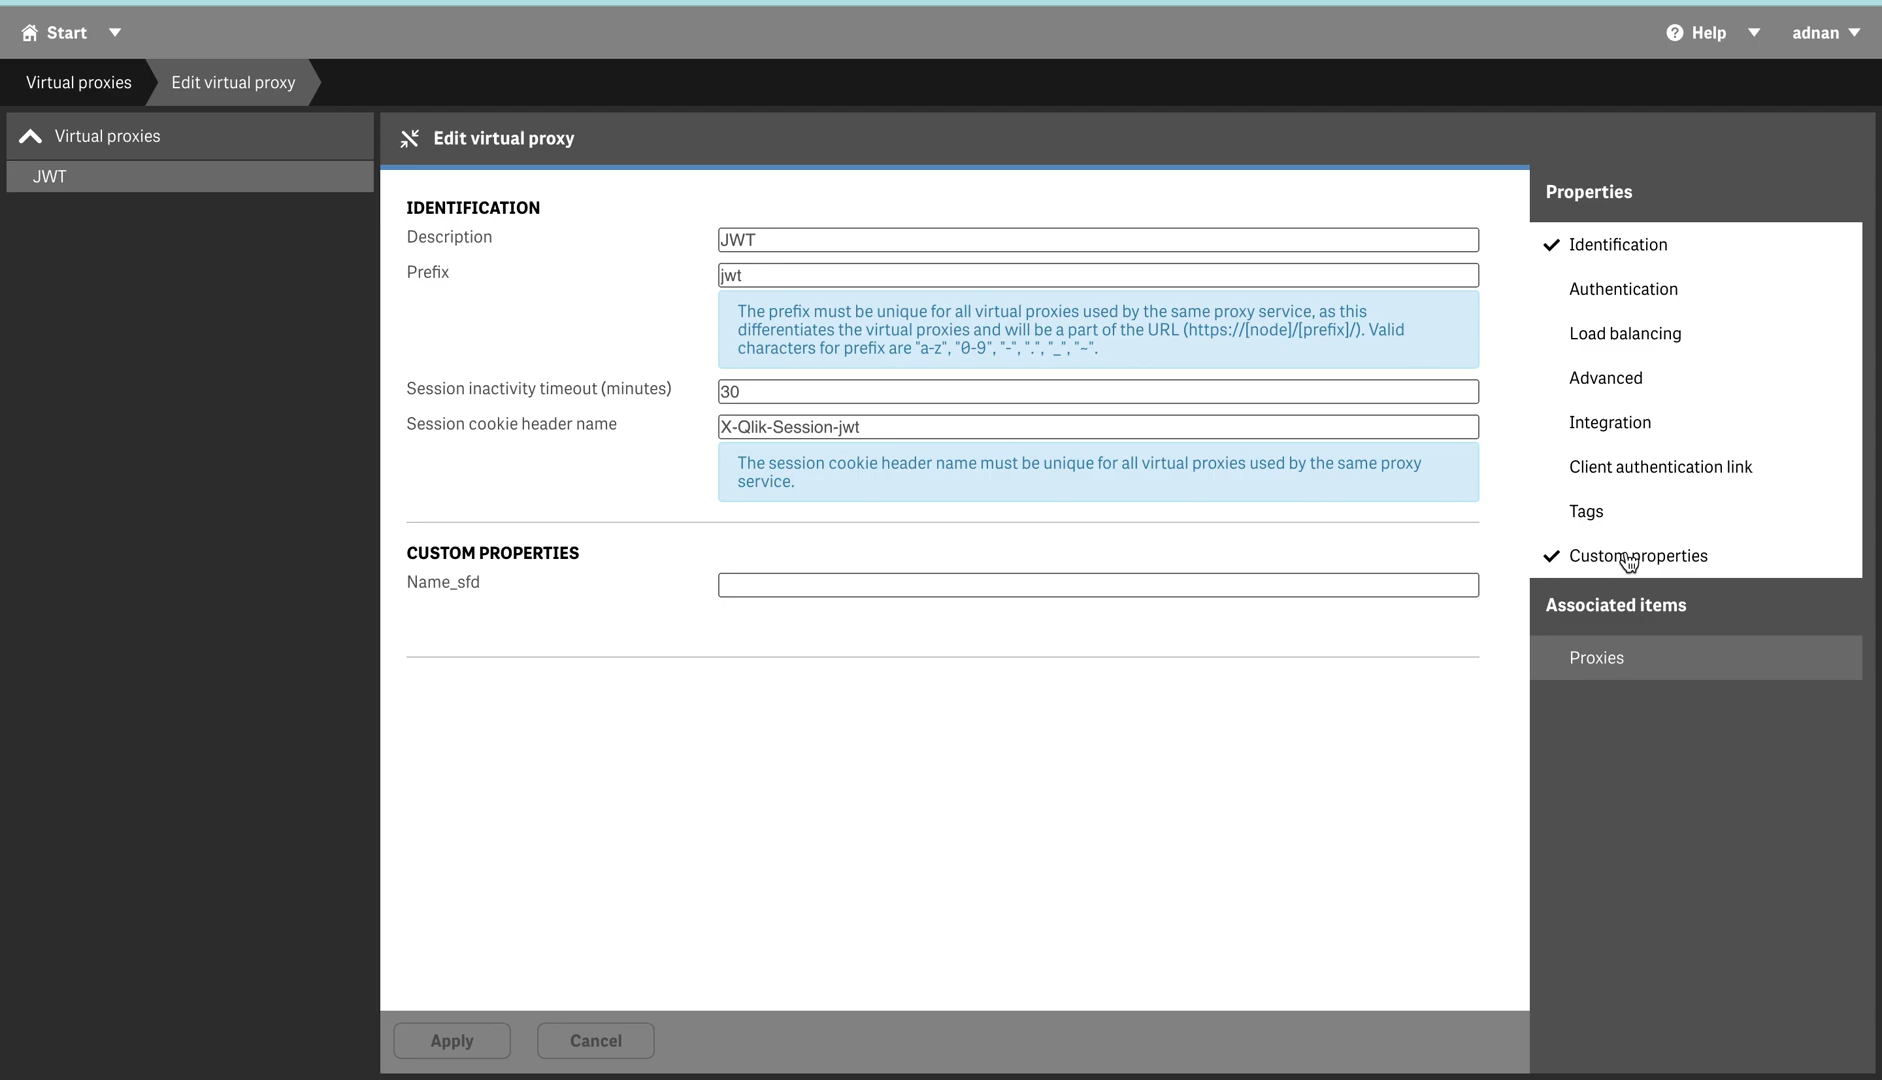 Start
Help
adnan
Virtual proxies
Edit virtual proxy
Virtual proxies
JWT
Edit virtual proxy
IDENTIFICATION
Description
JWT
Prefix
jwt
The prefix must be unique for all virtual proxies used by the same proxy service, as this
differentiates the virtual proxies and will be a part of the URL (https://[node]/[prefix]/). Valid
characters for prefix are "a-z", "0-9", "-", ".", "_", "~".
Session inactivity timeout (minutes)
30
Session cookie header name
X-Qlik-Session-jwt
The session cookie header name must be unique for all virtual proxies used by the same proxy
service.
CUSTOM PROPERTIES
Name_sfd
Apply
Cancel
Properties
Identification
Authentication
Load balancing
Advanced
Integration
Client authentication link
Tags
Custom properties
Associated items
Proxies